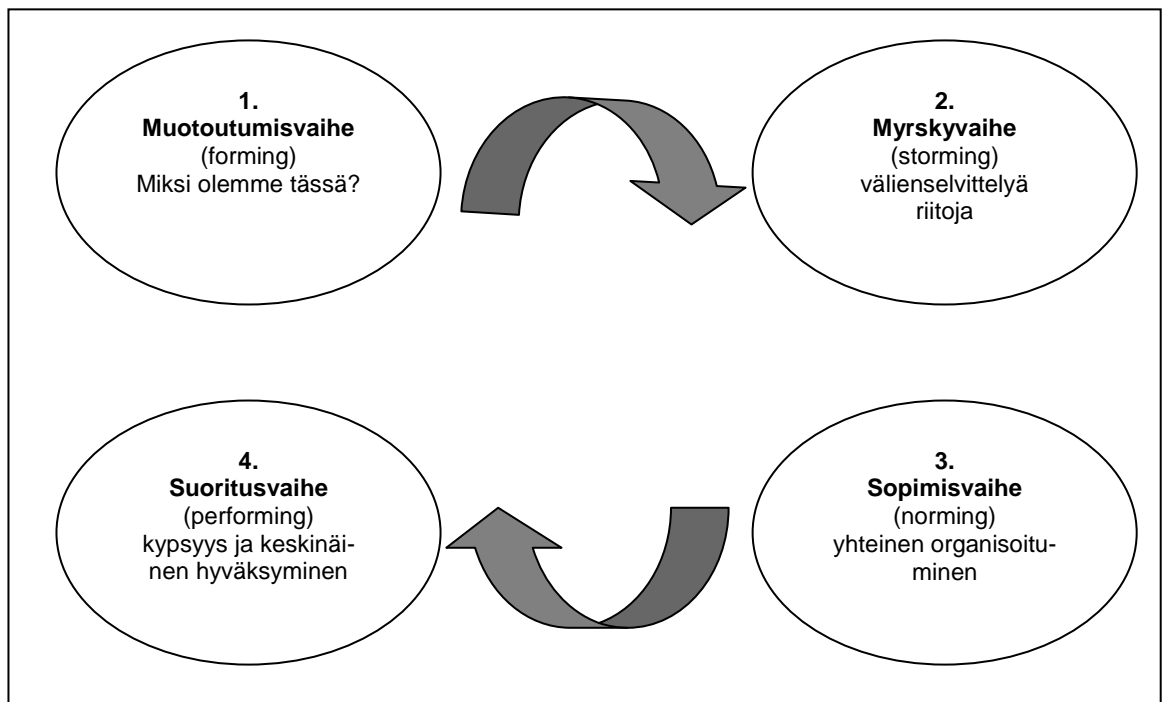 1.
Muotoutumisvaihe
(forming)
Miksi olemme tässä?
2.
Myrskyvaihe
(storming)
välienselvittelyä
riitoja
4.
Suoritusvaihe
(performing)
kypsyys ja keskinäi-
nen hyväksyminen
3.
Sopimisvaihe
(norming)
yhteinen organisoitu-
minen